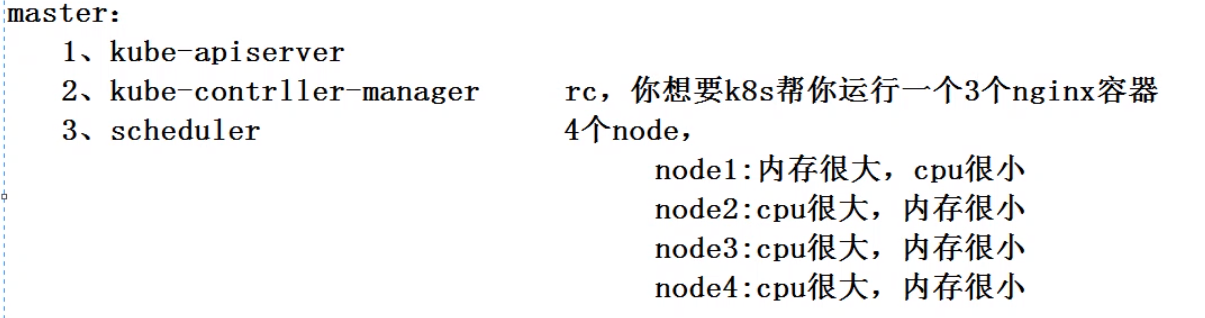 master：
1、kube-apiserver
2、kube-contrller-manager rc，你想要k8s帮你运行一个3个nginx容器
3、scheduler 4个node，
node1:内存很大，cpu很小
node2:cpu很大，内存很小
node3:cpu很大，内存很小
node4:cpu很大，内存很小